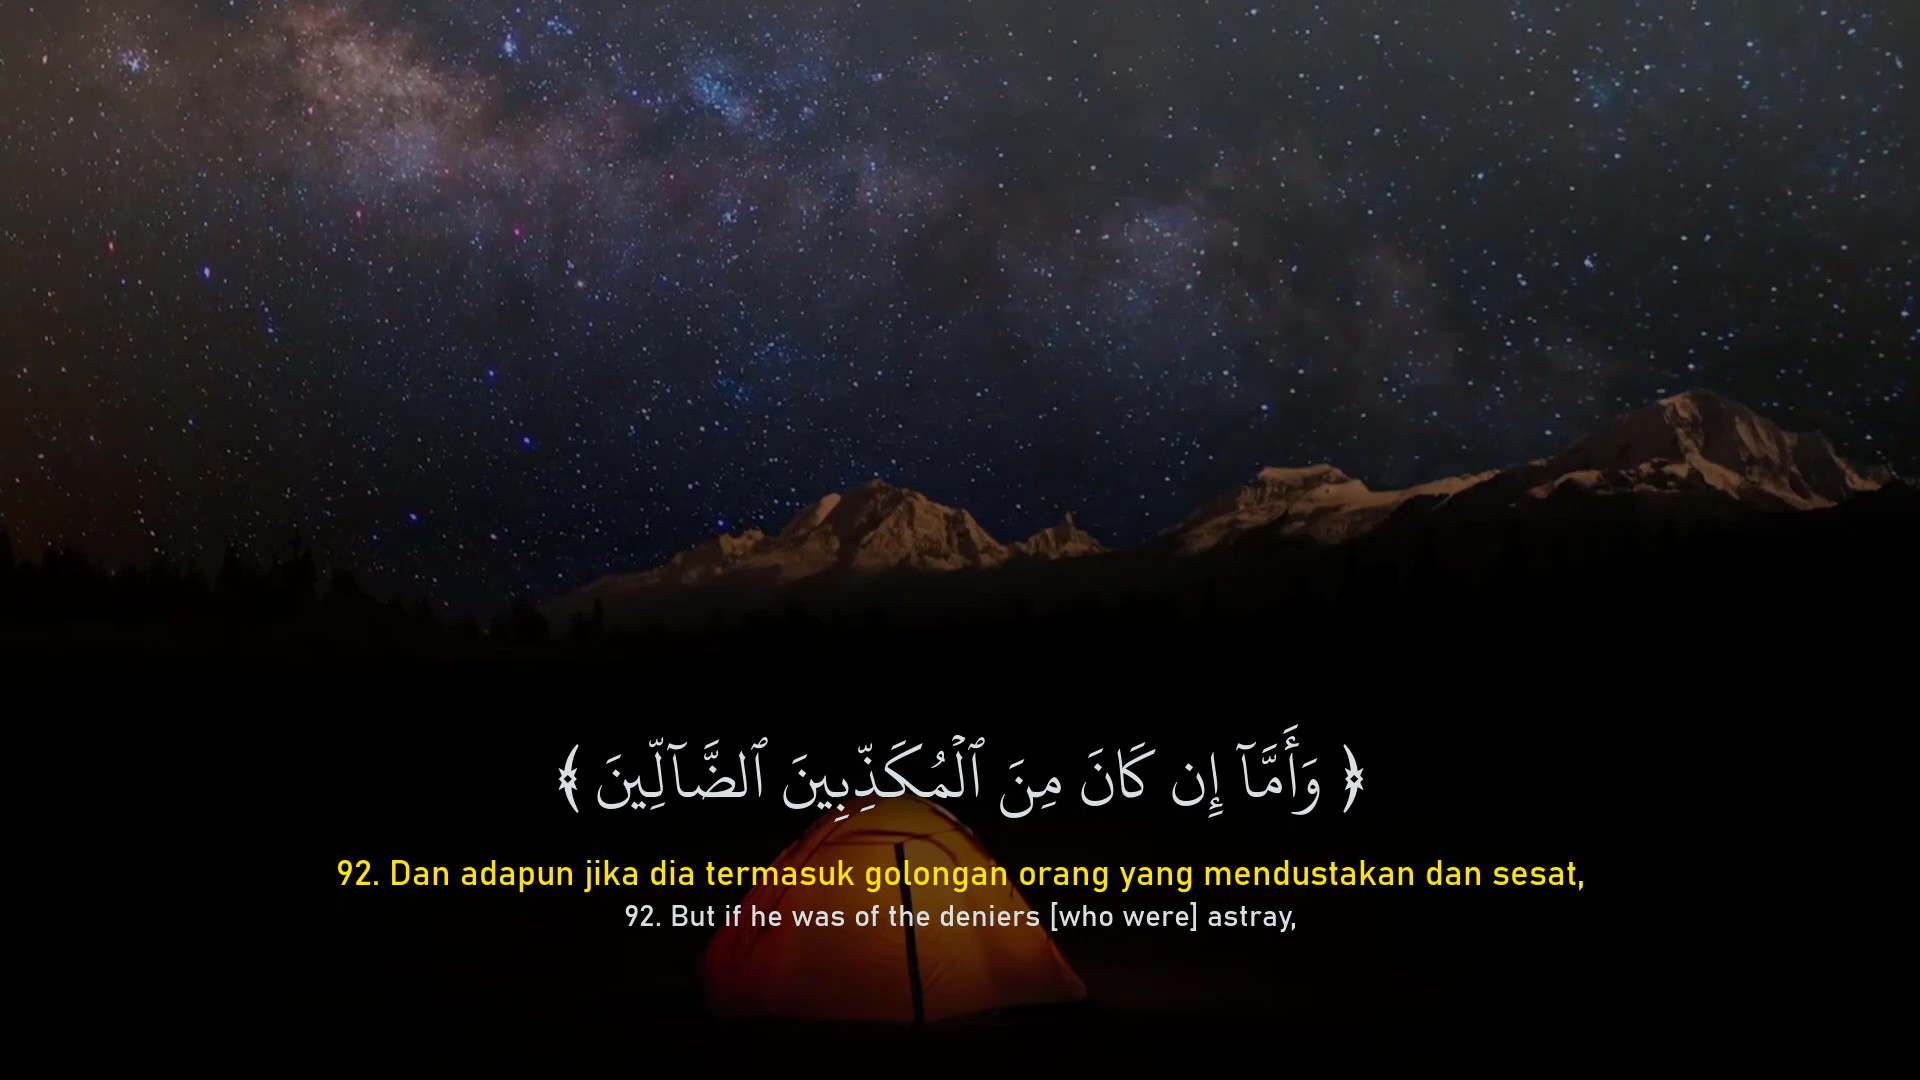 ﴿ وَأَمَّآ إِن كَانَ مِنَ ٱلْمُكَذِّبِينَ ٱلضَّآلِّينَ ﴾
92. Dan adapun jika dia termasuk golongan orang yang mendustakan dan sesat,
92. But if he was of the deniers [who were] astray,